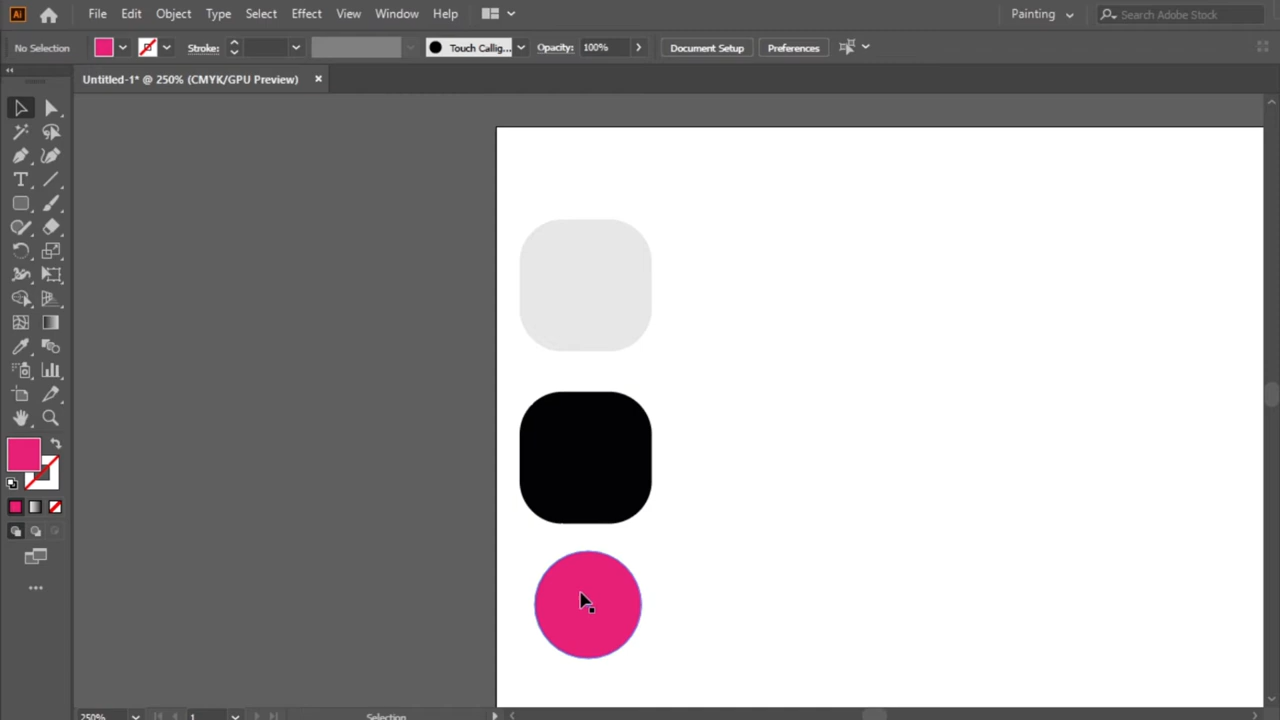 Ai File Edit Object Type Select Effect View Window Help Painting Search Adobe Stock
No Selection Stroke: Touch Callig... Opacity: 100% Document Setup Preferences
Untitled-1* @ 250% (CMYK/GPU Preview) ×
T
250% 1 Selection